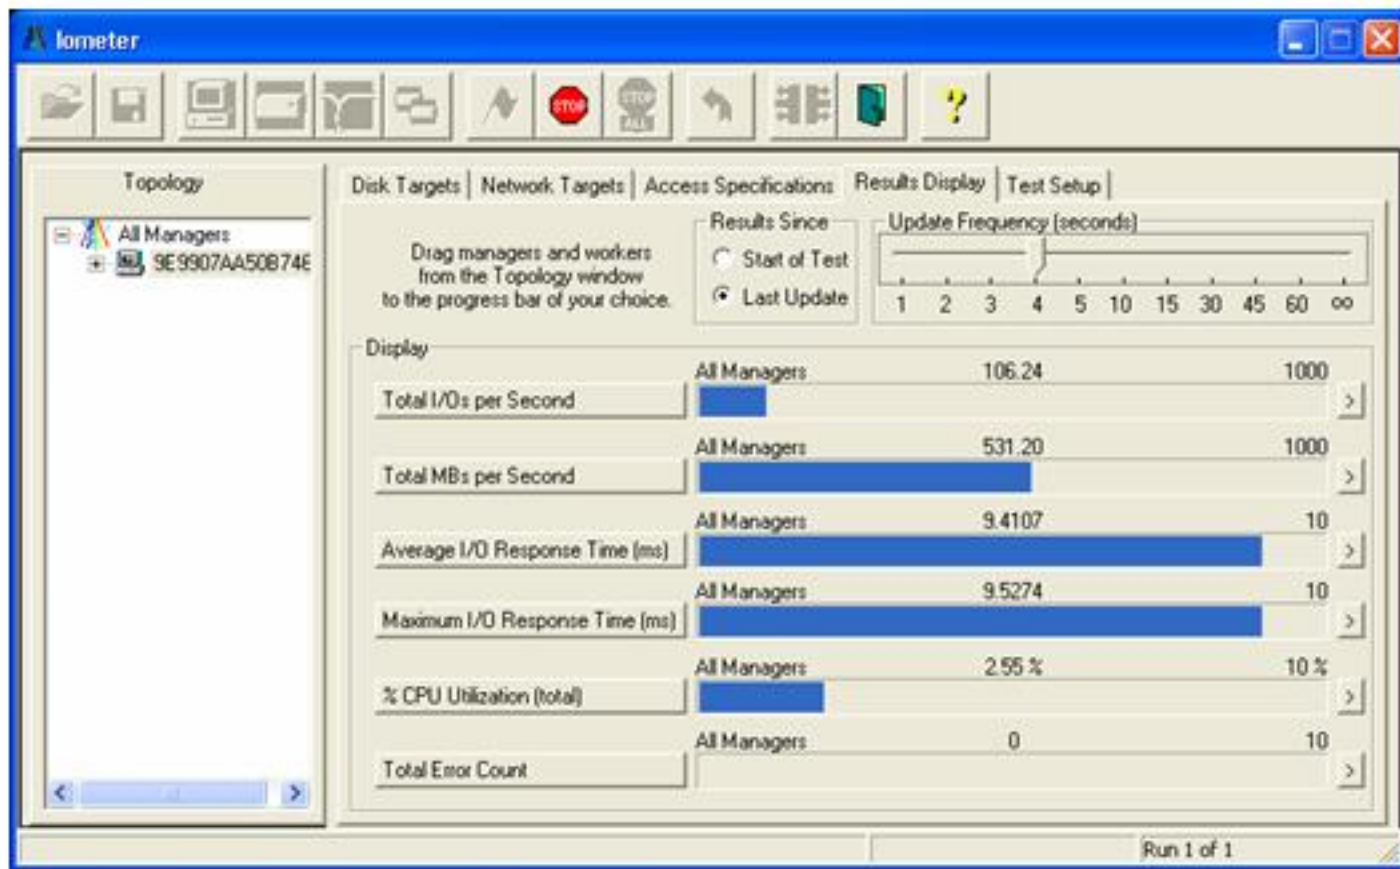 Iometer
STOP
STOP
ALL
?
Topology
All Managers
9E9907AA50B74E
Disk Targets
Network Targets
Access Specifications
Results Display
Test Setup
Drag managers and workers
from the Topology window
to the progress bar of your choice.
Results Since
Start of Test
Last Update
Update Frequency (seconds)
1 2 3 4 5 10 15 30 45 60 ∞
Display
All Managers 106.24 1000
Total I/Os per Second >
All Managers 531.20 1000
Total MBs per Second >
All Managers 9.4107 10
Average I/O Response Time (ms) >
All Managers 9.5274 10
Maximum I/O Response Time (ms) >
All Managers 2.55 % 10 %
% CPU Utilization (total) >
All Managers 0 10
Total Error Count >
Run 1 of 1